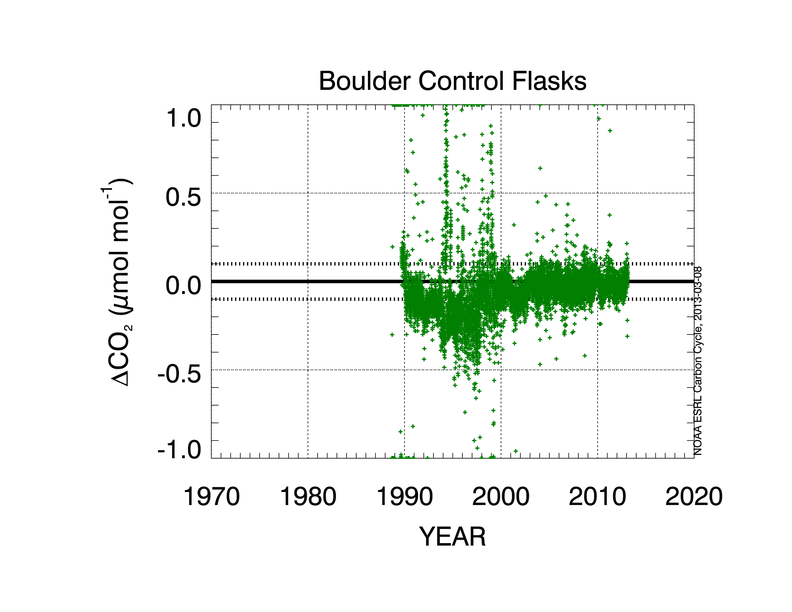 Boulder Control Flasks
1.0
0.5
0.0
-0.5
-1.0
ΔCO₂ (μmol mol⁻¹)
1970 1980 1990 2000 2010 2020
YEAR
NOAA ESRL Carbon Cycle, 2013-03-08